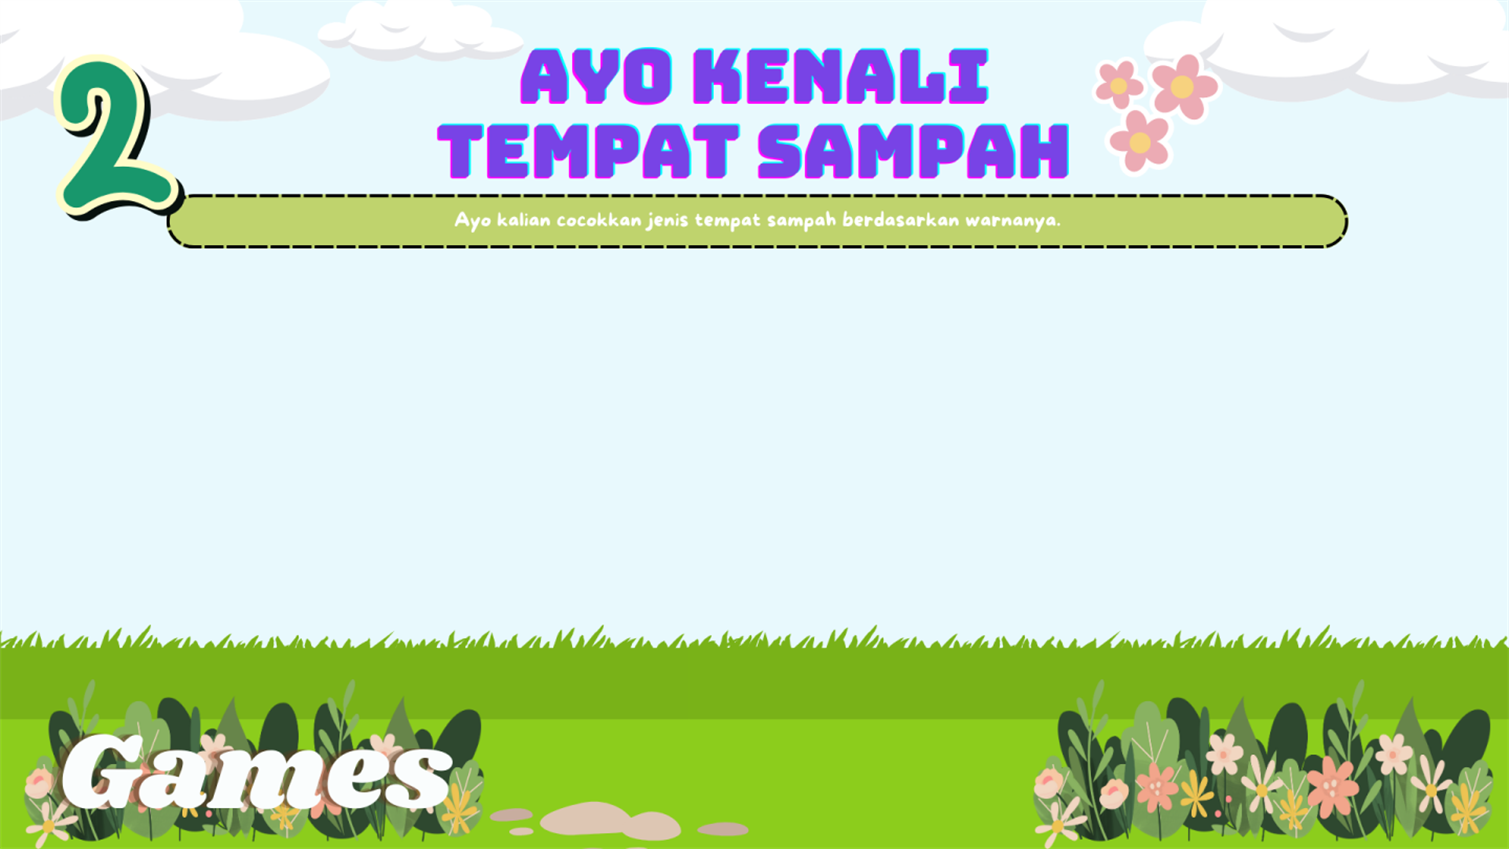 2
AYO KENALI
TEMPAT SAMPAH
Ayo kalian cocokkan jenis tempat sampah berdasarkan warnanya.
Games